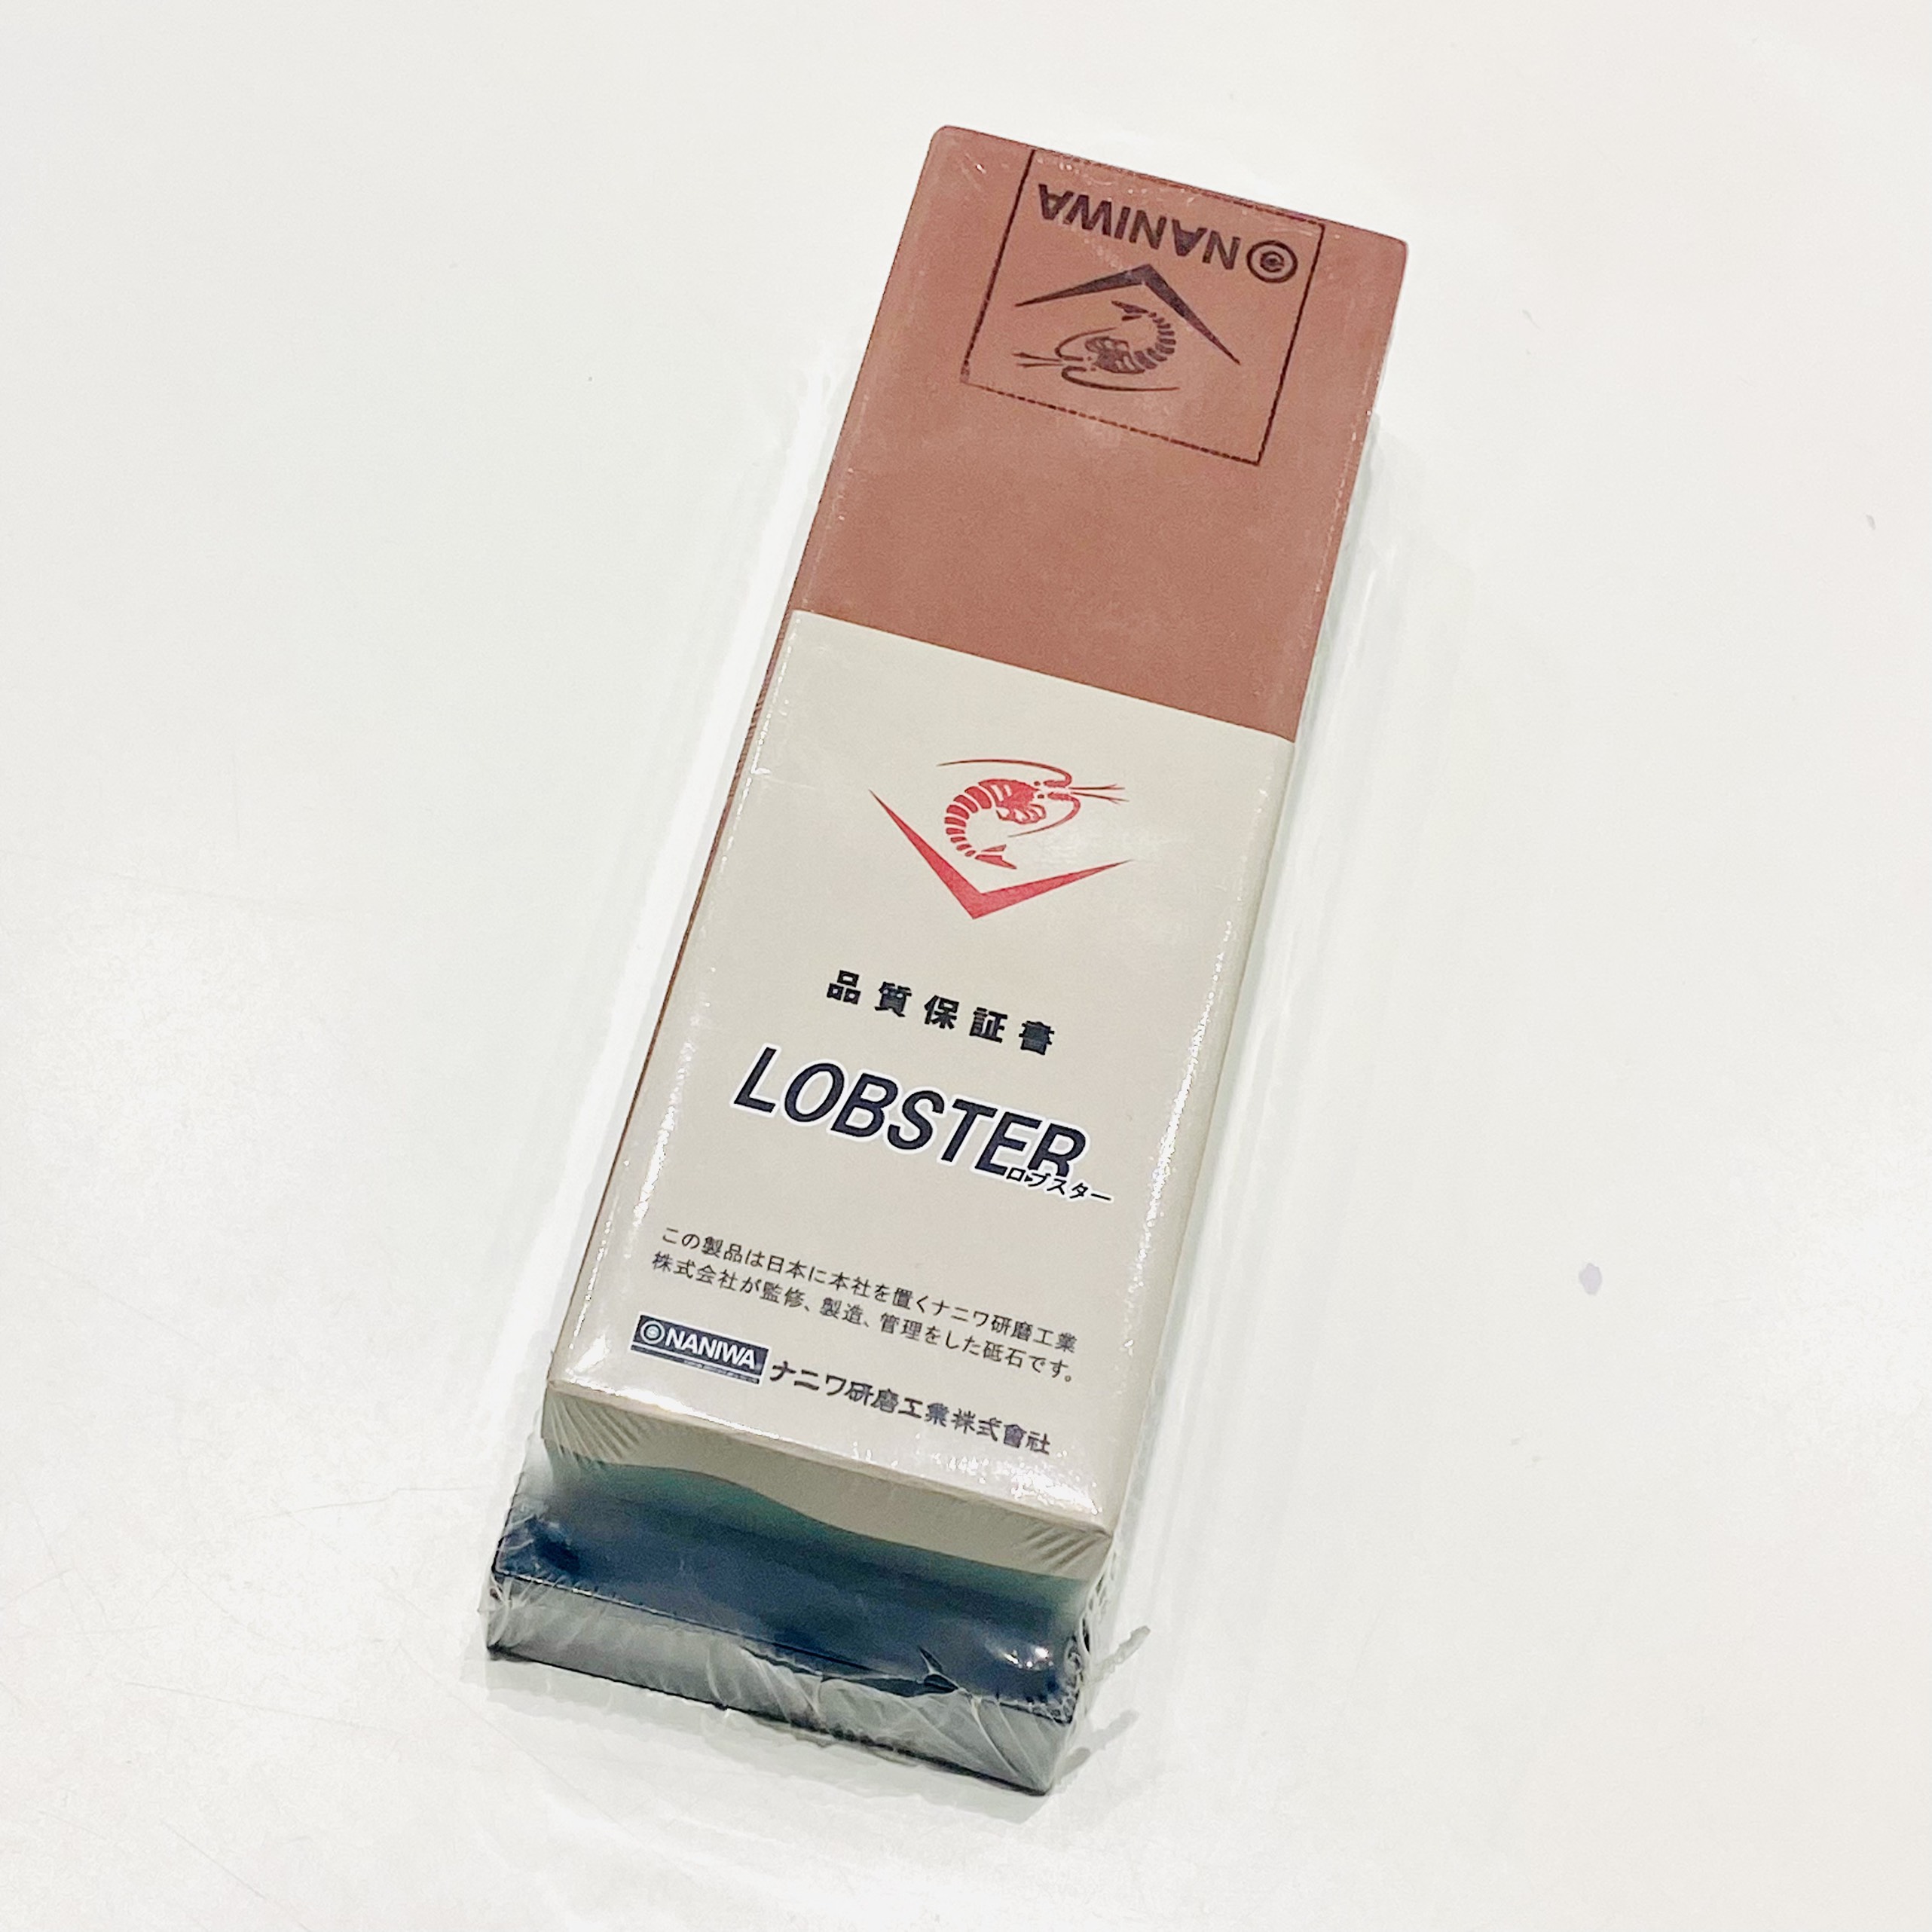 NANIWA
品質保証書
LOBSTER
ロブスター
この製品は日本に本社を置くナニワ研磨工業
株式会社が監修、製造、管理をした砥石です。
NANIWA
ナニワ研磨工業株式會社